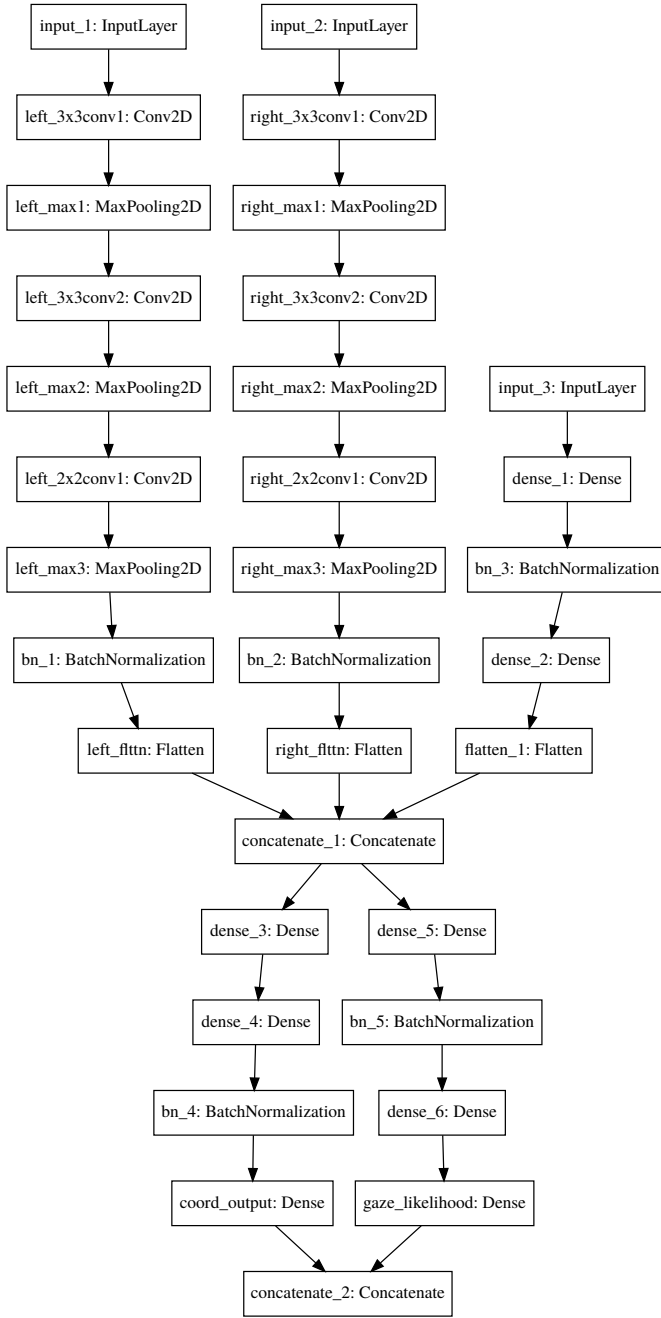 input_1: InputLayer
input_2: InputLayer
left_3x3conv1: Conv2D
right_3x3conv1: Conv2D
left_max1: MaxPooling2D
right_max1: MaxPooling2D
left_3x3conv2: Conv2D
right_3x3conv2: Conv2D
left_max2: MaxPooling2D
right_max2: MaxPooling2D
input_3: InputLayer
left_2x2conv1: Conv2D
right_2x2conv1: Conv2D
dense_1: Dense
left_max3: MaxPooling2D
right_max3: MaxPooling2D
bn_3: BatchNormalization
bn_1: BatchNormalization
bn_2: BatchNormalization
dense_2: Dense
left_flttn: Flatten
right_flttn: Flatten
flatten_1: Flatten
concatenate_1: Concatenate
dense_3: Dense
dense_5: Dense
dense_4: Dense
bn_5: BatchNormalization
bn_4: BatchNormalization
dense_6: Dense
coord_output: Dense
gaze_likelihood: Dense
concatenate_2: Concatenate